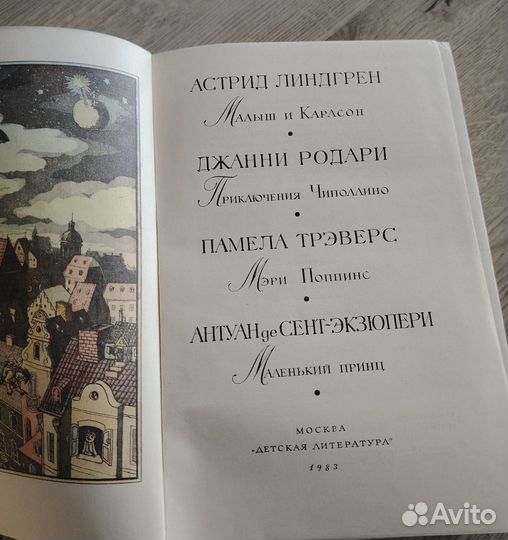 АСТРИД ЛИНДГРЕН
Малыш и Карлсон
ДЖАННИ РОДАРИ
Приключения Чиполлино
ПАМЕЛА ТРЭВЕРС
Мэри Поппинс
АНТУАН де СЕНТ-ЭКЗЮПЕРИ
Маленький принц
МОСКВА
"ДЕТСКАЯ ЛИТЕРАТУРА"
1983
Avito